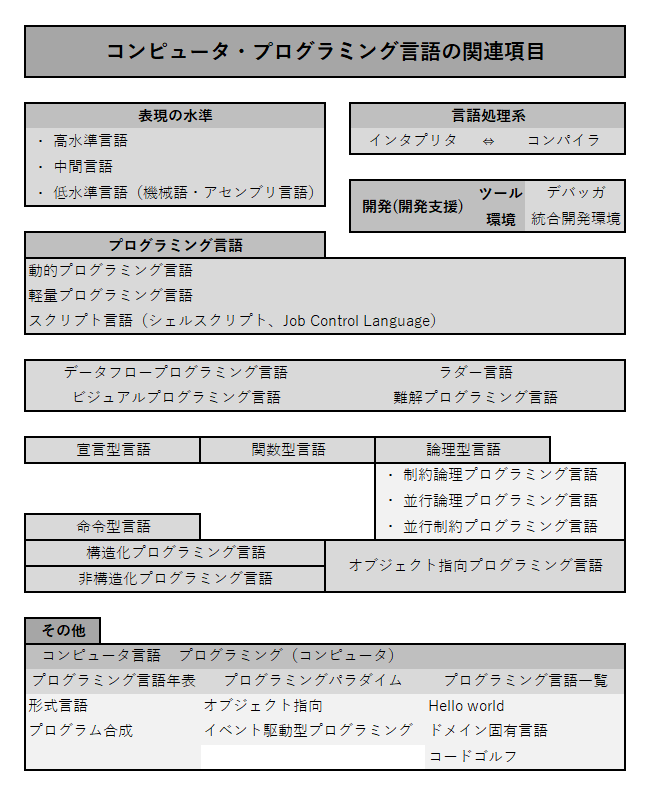 コンピュータ・プログラミング言語の関連項目
表現の水準
・ 高水準言語
・ 中間言語
・ 低水準言語（機械語・アセンブリ言語）
言語処理系
インタプリタ ⇔ コンパイラ
開発(開発支援) ツール デバッガ
環境 統合開発環境
プログラミング言語
動的プログラミング言語
軽量プログラミング言語
スクリプト言語（シェルスクリプト、Job Control Language）
データフロープログラミング言語 ラダー言語
ビジュアルプログラミング言語 難解プログラミング言語
宣言型言語 関数型言語 論理型言語
・ 制約論理プログラミング言語
・ 並行論理プログラミング言語
・ 並行制約プログラミング言語
命令型言語
構造化プログラミング言語
非構造化プログラミング言語
オブジェクト指向プログラミング言語
その他
コンピュータ言語 プログラミング（コンピュータ）
プログラミング言語年表 プログラミングパラダイム プログラミング言語一覧
形式言語 オブジェクト指向 Hello world
プログラム合成 イベント駆動型プログラミング ドメイン固有言語
コードゴルフ